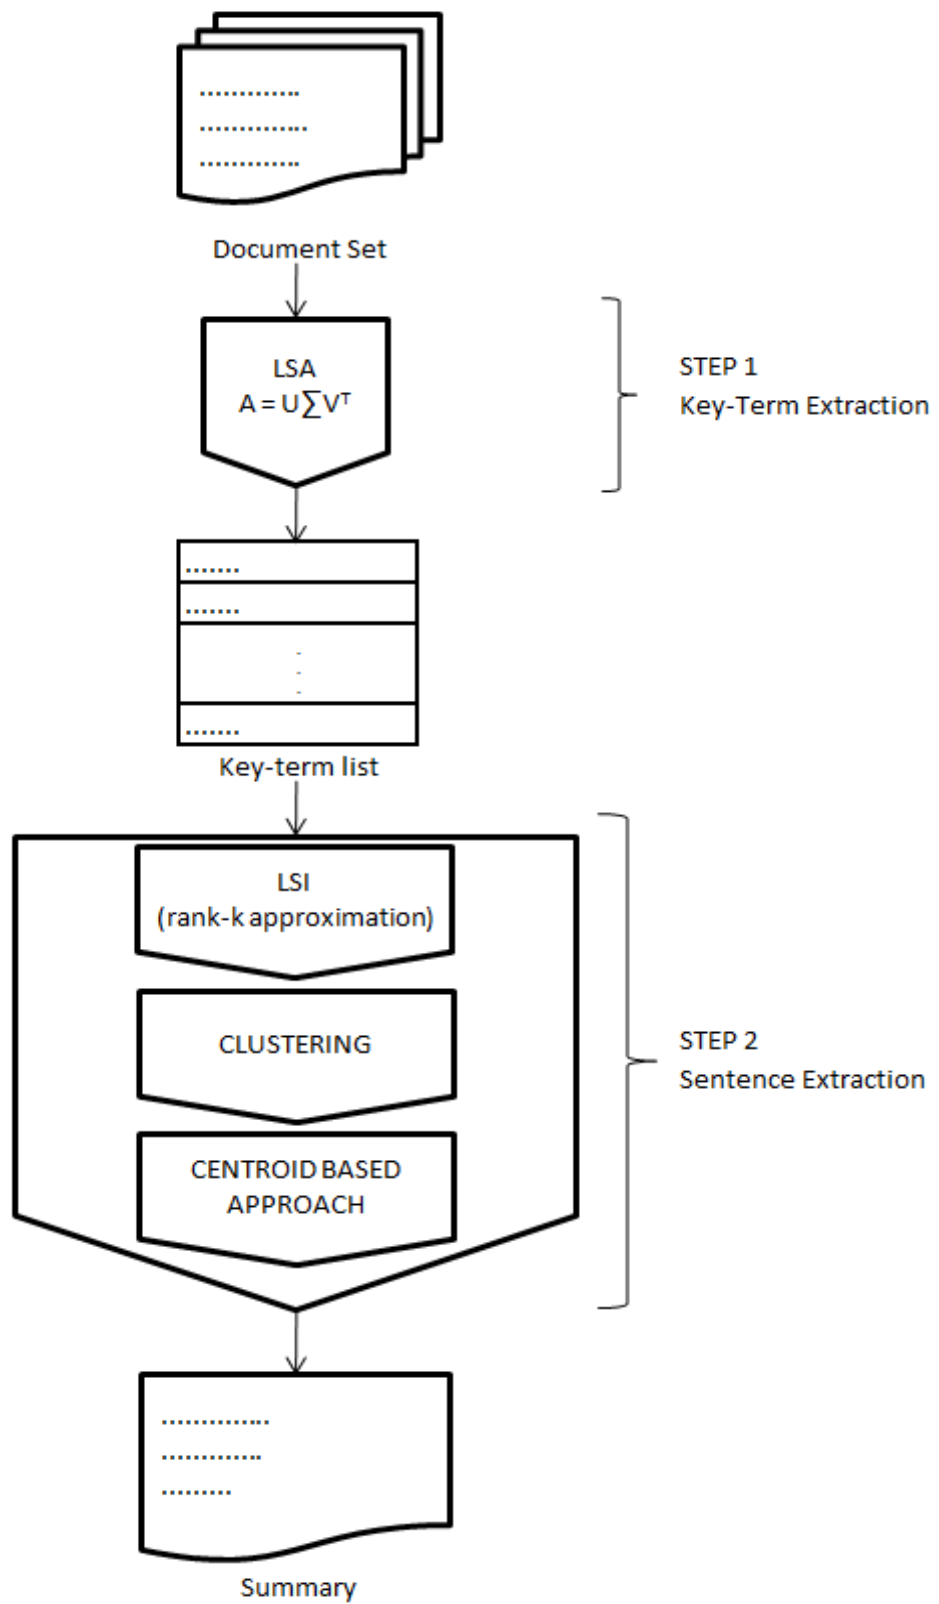 .............
..............
.............
Document Set
LSA
A = U∑Vᵀ
STEP 1
Key-Term Extraction
.......
.......
.
.
.
.......
Key-term list
LSI
(rank-k approximation)
CLUSTERING
STEP 2
Sentence Extraction
CENTROID BASED
APPROACH
..............
.............
.........
Summary